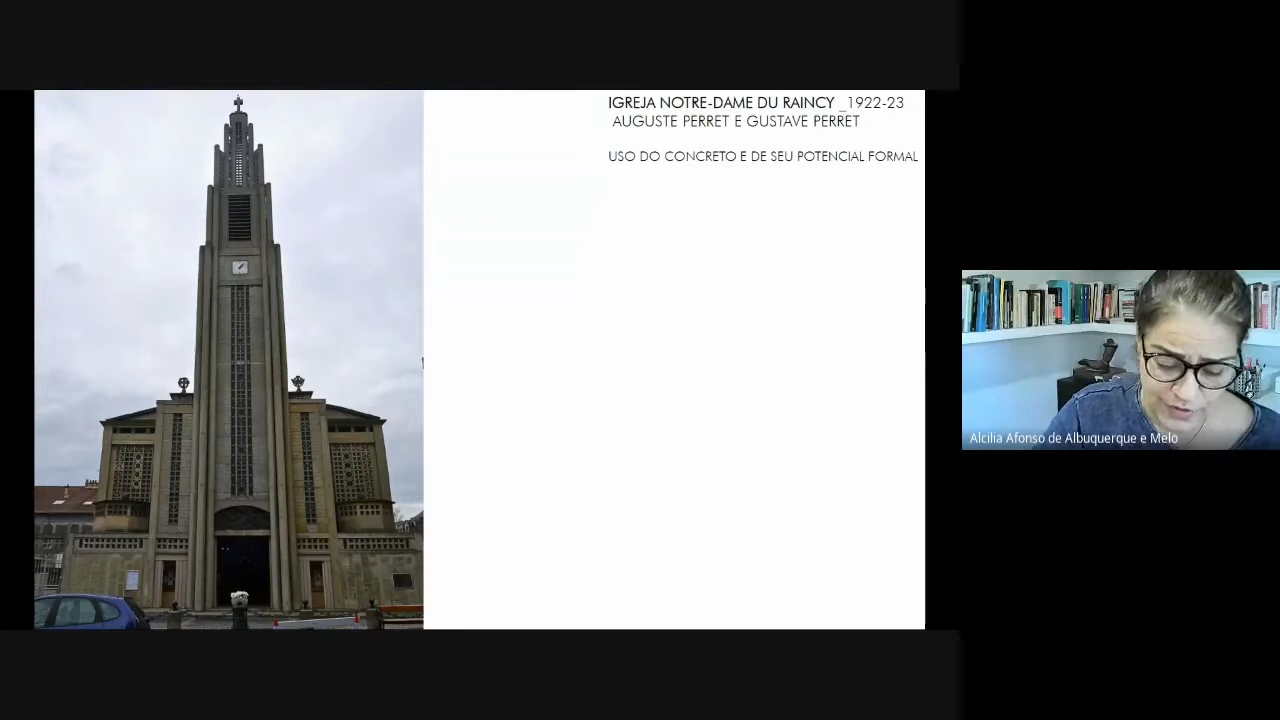 IGREJA NOTRE-DAME DU RAINCY _1922-23
AUGUSTE PERRET E GUSTAVE PERRET
USO DO CONCRETO E DE SEU POTENCIAL FORMAL
Alcilia Afonso de Albuquerque e Melo